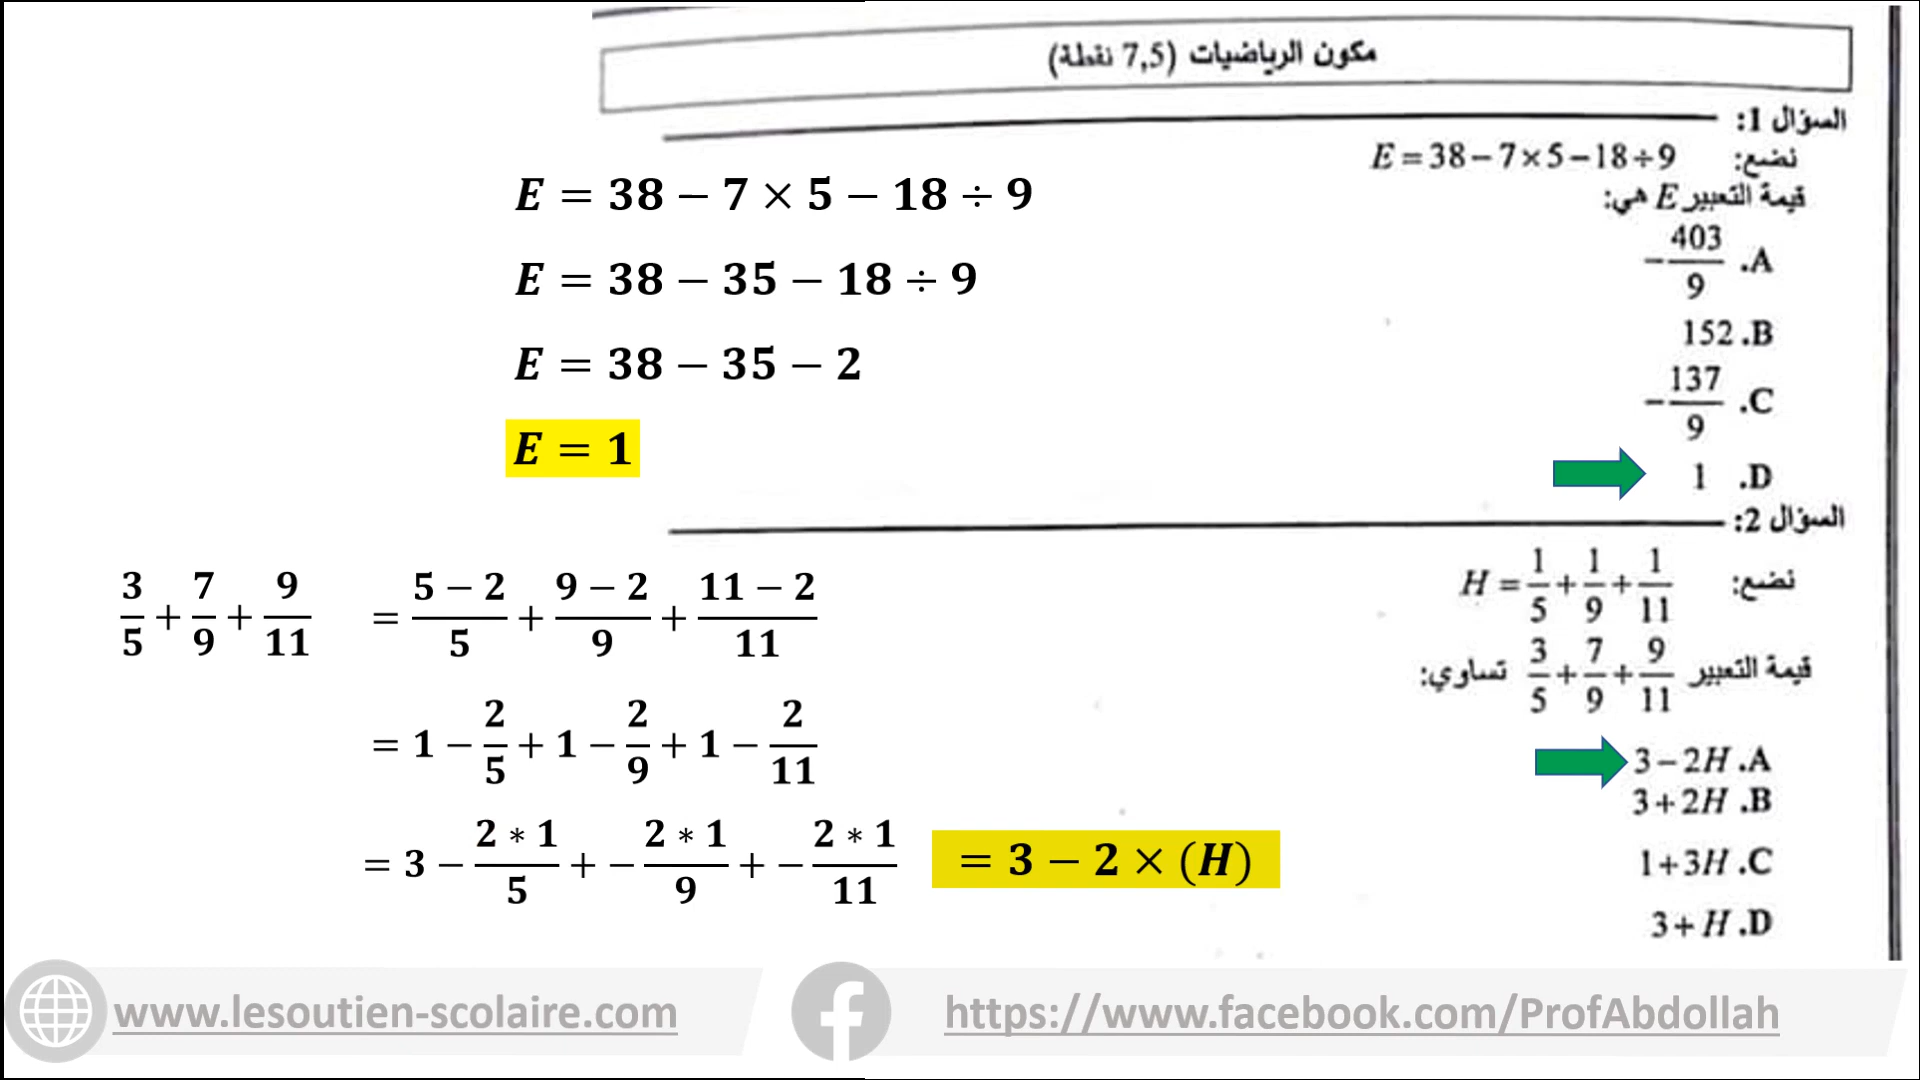 مكون الرياضيات (7,5 نقطة)
السؤال 1:
نضع: E = 38 − 7 × 5 − 18 ÷ 9
قيمة التعبير E هي:
A. −403/9
B. 152
C. −137/9
D. 1
E = 38 − 7 × 5 − 18 ÷ 9
E = 38 − 35 − 18 ÷ 9
E = 38 − 35 − 2
E = 1
السؤال 2:
نضع: H = 1/5 + 1/9 + 1/11
قيمة التعبير 3/5 + 7/9 + 9/11 تساوي:
A. 3 − 2H
B. 3 + 2H
C. 1 + 3H
D. 3 + H
3/5 + 7/9 + 9/11 = (5 − 2)/5 + (9 − 2)/9 + (11 − 2)/11
= 1 − 2/5 + 1 − 2/9 + 1 − 2/11
= 3 − (2 * 1)/5 + − (2 * 1)/9 + − (2 * 1)/11 = 3 − 2 × (H)
www.lesoutien-scolaire.com
https://www.facebook.com/ProfAbdollah